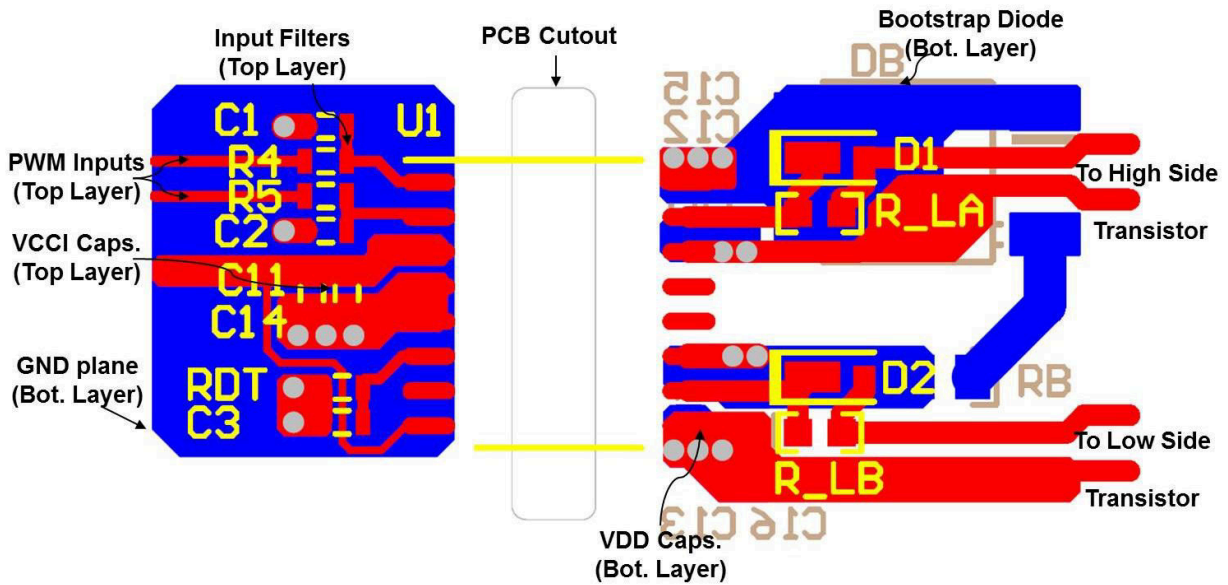 Bootstrap Diode
(Bot. Layer)
Input Filters
(Top Layer)
PCB Cutout
DB
C15
C12
C1
U1
PWM Inputs
(Top Layer)
R4
R5
C2
D1
To High Side
R_LA
Transistor
VCCI Caps.
(Top Layer)
C11
C14
GND plane
(Bot. Layer)
RDT
C3
D2
RB
To Low Side
R_LB
Transistor
C13
C16
VDD Caps.
(Bot. Layer)